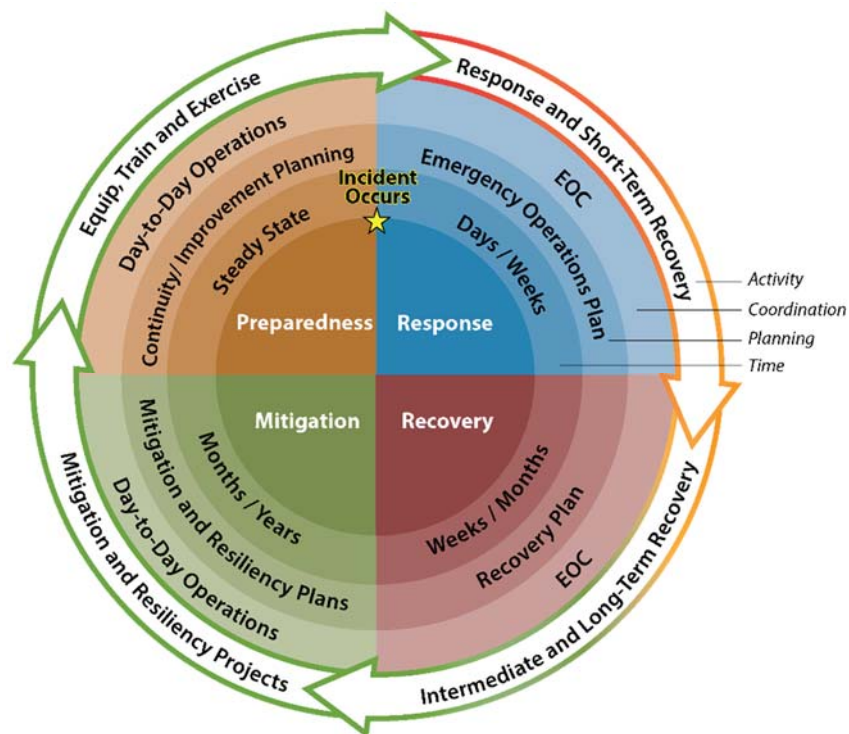 Equip, Train and Exercise
Day-to-Day Operations
Continuity/ Improvement Planning
Steady State
Preparedness
Incident
Occurs
Response and Short-Term Recovery
EOC
Emergency Operations Plan
Days / Weeks
Response
Activity
Coordination
Planning
Time
Mitigation
Months / Years
Mitigation and Resiliency Plans
Day-to-Day Operations
Mitigation and Resiliency Projects
Recovery
Weeks / Months
Recovery Plan
EOC
Intermediate and Long-Term Recovery